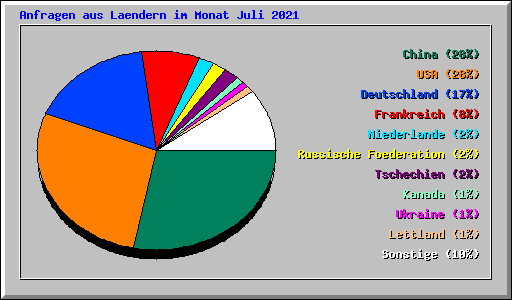 Anfragen aus Laendern im Monat Juli 2021
China (28%)
USA (28%)
Deutschland (17%)
Frankreich (8%)
Niederlande (2%)
Russische Foederation (2%)
Tschechien (2%)
Kanada (1%)
Ukraine (1%)
Lettland (1%)
Sonstige (10%)